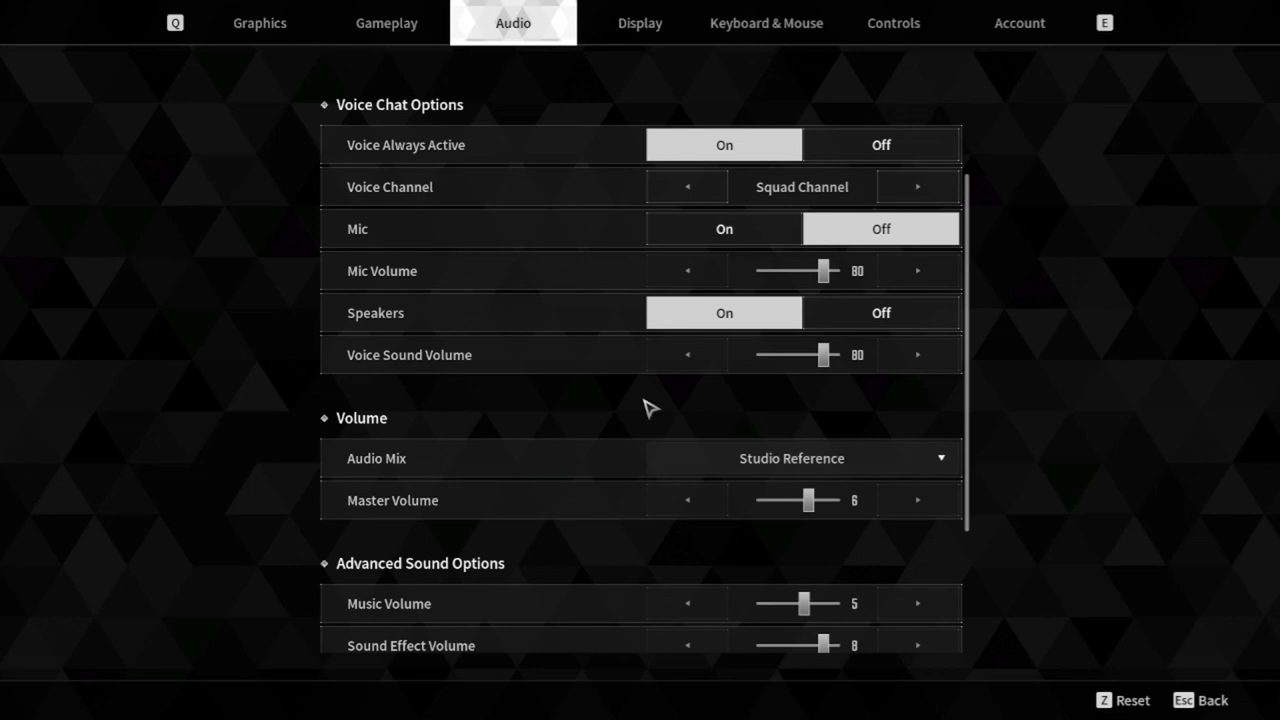 Q Graphics Gameplay Audio Display Keyboard & Mouse Controls Account E
Voice Chat Options
Voice Always Active On Off
Voice Channel Squad Channel
Mic On Off
Mic Volume 80
Speakers On Off
Voice Sound Volume 80
Volume
Audio Mix Studio Reference
Master Volume 6
Advanced Sound Options
Music Volume 5
Sound Effect Volume 8
Z Reset Esc Back